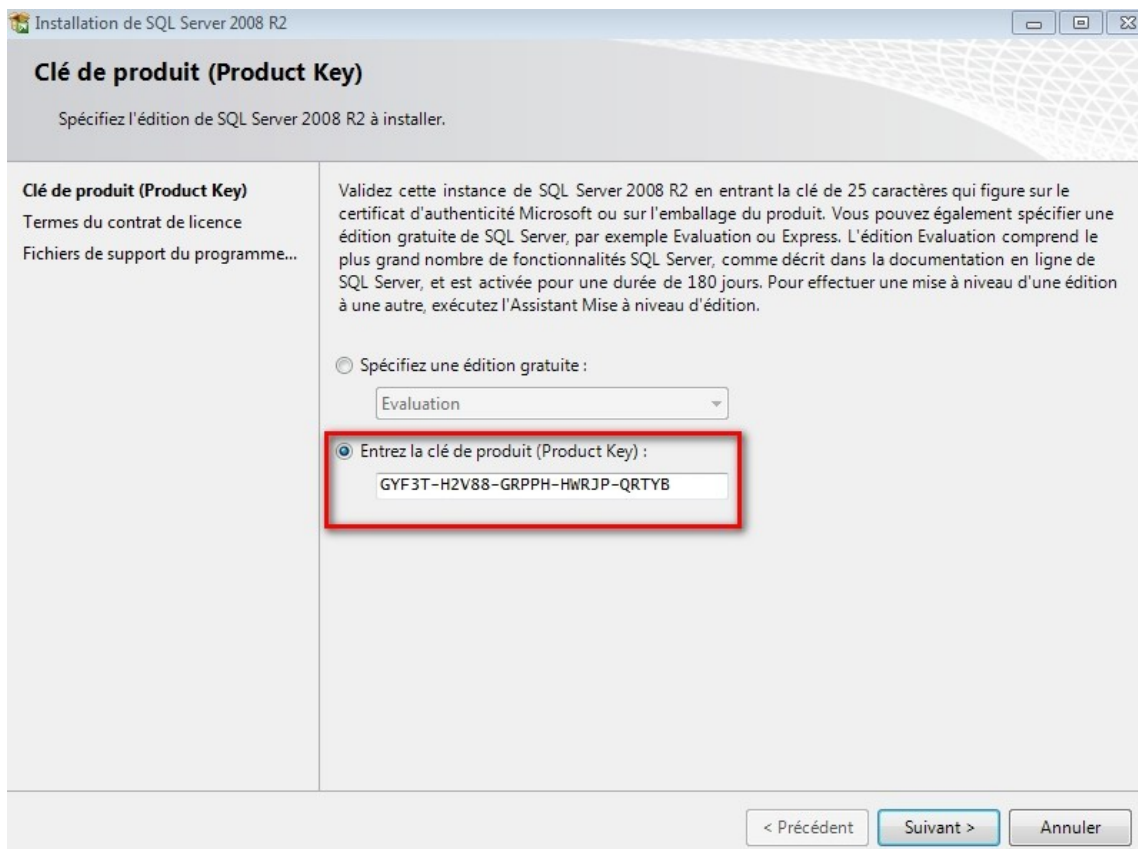 Installation de SQL Server 2008 R2
Clé de produit (Product Key)
Spécifiez l'édition de SQL Server 2008 R2 à installer.
Clé de produit (Product Key)
Termes du contrat de licence
Fichiers de support du programme...
Validez cette instance de SQL Server 2008 R2 en entrant la clé de 25 caractères qui figure sur le
certificat d'authenticité Microsoft ou sur l'emballage du produit. Vous pouvez également spécifier une
édition gratuite de SQL Server, par exemple Evaluation ou Express. L'édition Evaluation comprend le
plus grand nombre de fonctionnalités SQL Server, comme décrit dans la documentation en ligne de
SQL Server, et est activée pour une durée de 180 jours. Pour effectuer une mise à niveau d'une édition
à une autre, exécutez l'Assistant Mise à niveau d'édition.
Spécifiez une édition gratuite :
Evaluation
Entrez la clé de produit (Product Key) :
GYF3T-H2V88-GRPPH-HWRJP-QRTYB
< Précédent
Suivant >
Annuler